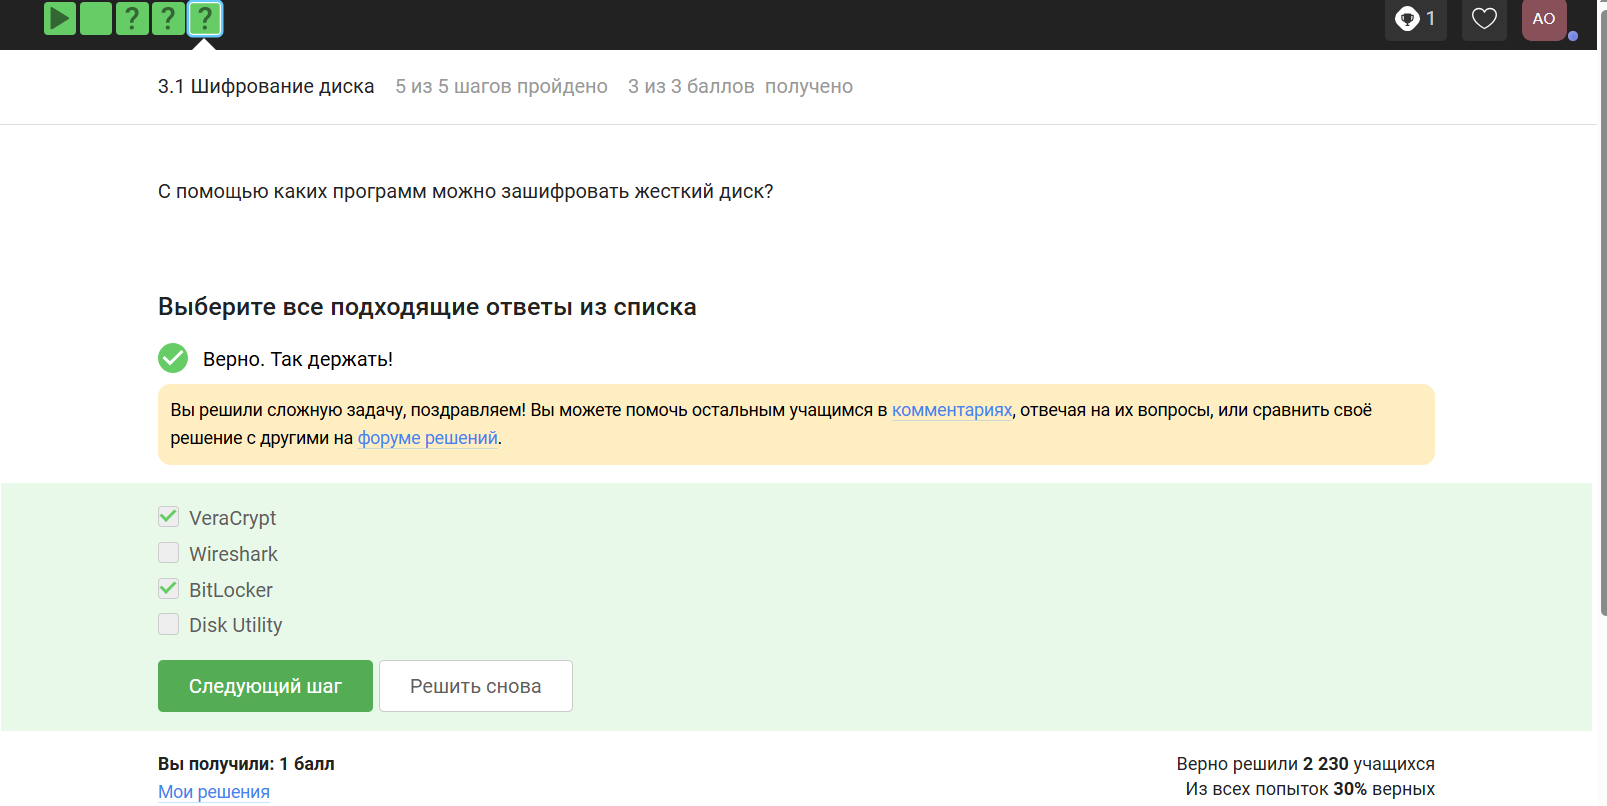 ? ? ?
1
AO
3.1 Шифрование диска 5 из 5 шагов пройдено 3 из 3 баллов получено
С помощью каких программ можно зашифровать жесткий диск?
Выберите все подходящие ответы из списка
Верно. Так держать!
Вы решили сложную задачу, поздравляем! Вы можете помочь остальным учащимся в комментариях, отвечая на их вопросы, или сравнить своё
решение с другими на форуме решений.
VeraCrypt
Wireshark
BitLocker
Disk Utility
Следующий шаг Решить снова
Вы получили: 1 балл
Мои решения
Верно решили 2 230 учащихся
Из всех попыток 30% верных